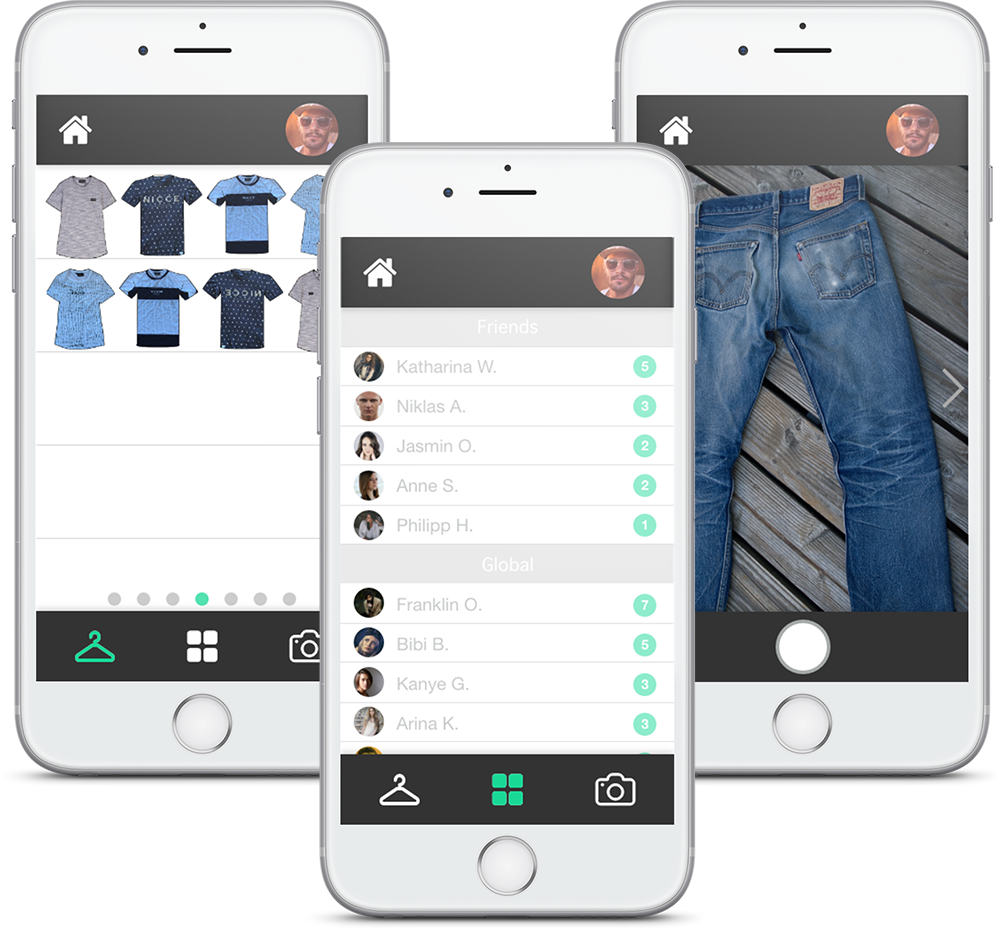 NICCE
NICCE
Friends
Katharina W.
5
Niklas A.
3
Jasmin O.
2
Anne S.
2
Philipp H.
1
Global
Franklin O.
7
Bibi B.
5
Kanye G.
3
Arina K.
3